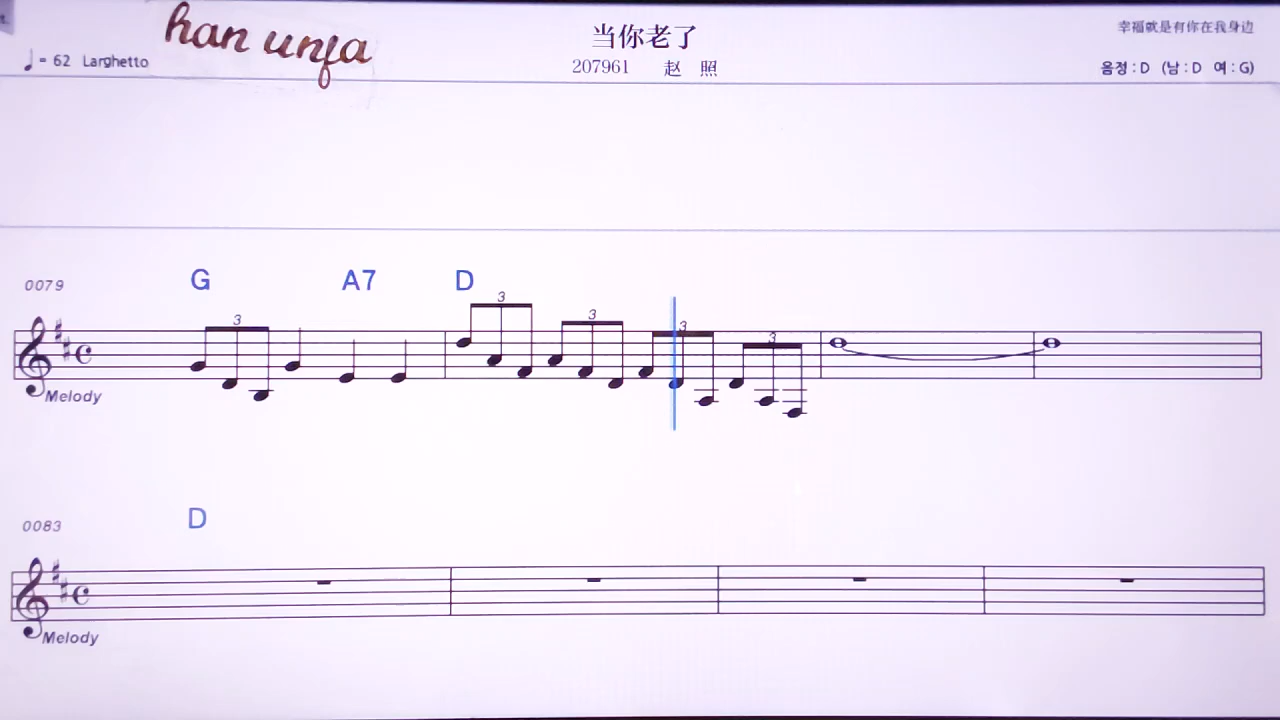 han unfa
当你老了
幸福就是有你在我身边
♩= 62 Larghetto
207961 赵 照
음정 : D (남 : D 여 : G)
0079 G A7 D
3 3 3 3 3
Melody
0083 D
Melody